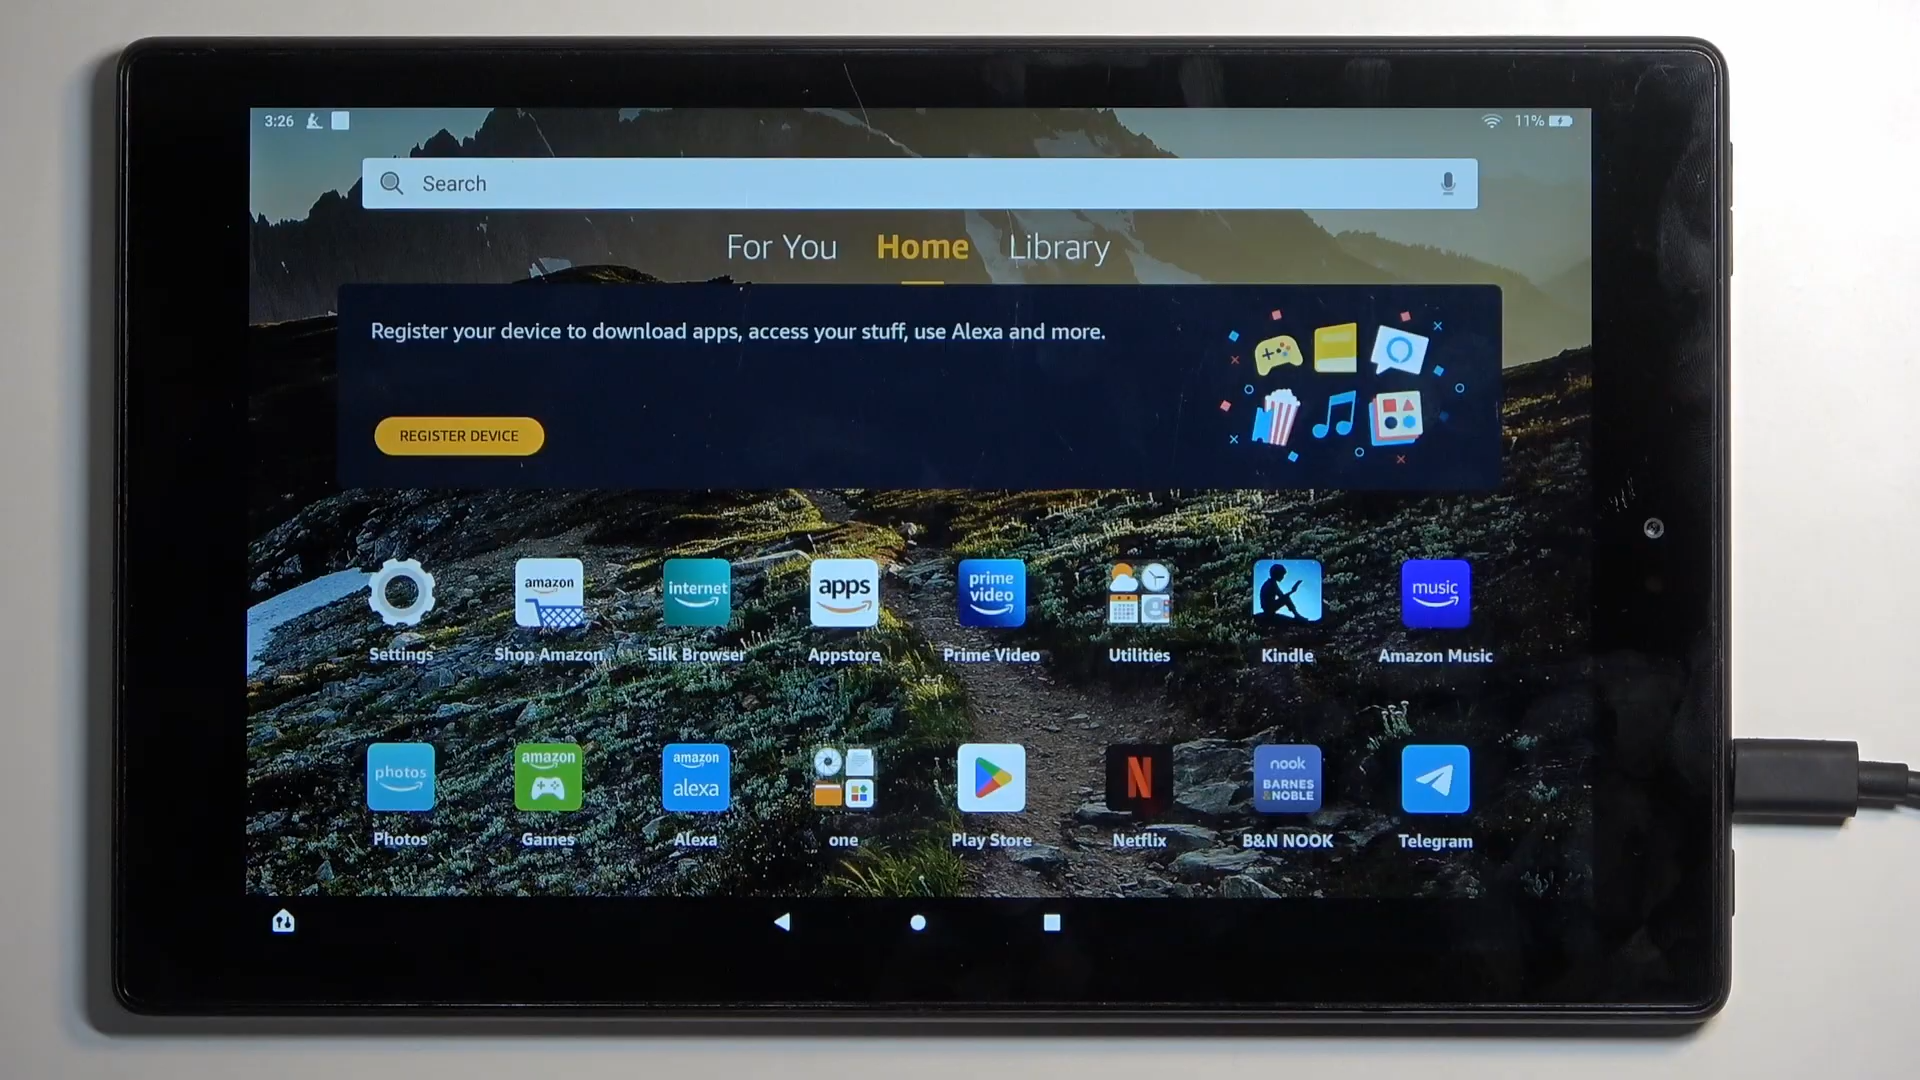 3:26
11%
Search
For You Home Library
Register your device to download apps, access your stuff, use Alexa and more.
REGISTER DEVICE
amazon
internet
apps
prime
video
music
Settings Shop Amazon Silk Browser Appstore Prime Video Utilities Kindle Amazon Music
photos
amazon
amazon
alexa
N
nook
BARNES
&NOBLE
Photos Games Alexa one Play Store Netflix B&N NOOK Telegram